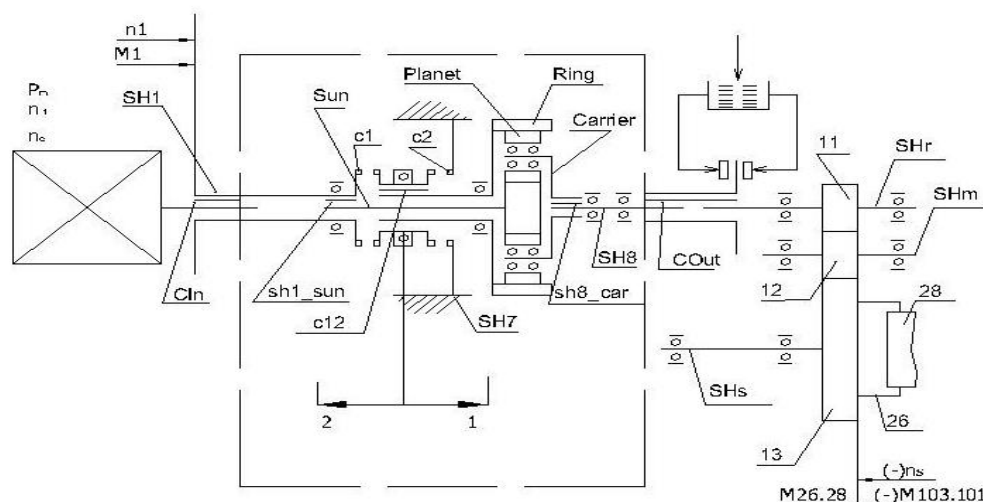 n1
M1
SH1
Sun
c1
c2
Planet
Ring
Carrier
11
SHr
SHm
n1
CIn
sh1_sun
c12
SH7
SH8
sh8_car
COut
12
28
SHs
2
1
13
26
(-)ns
M26.28
(-)M103.101